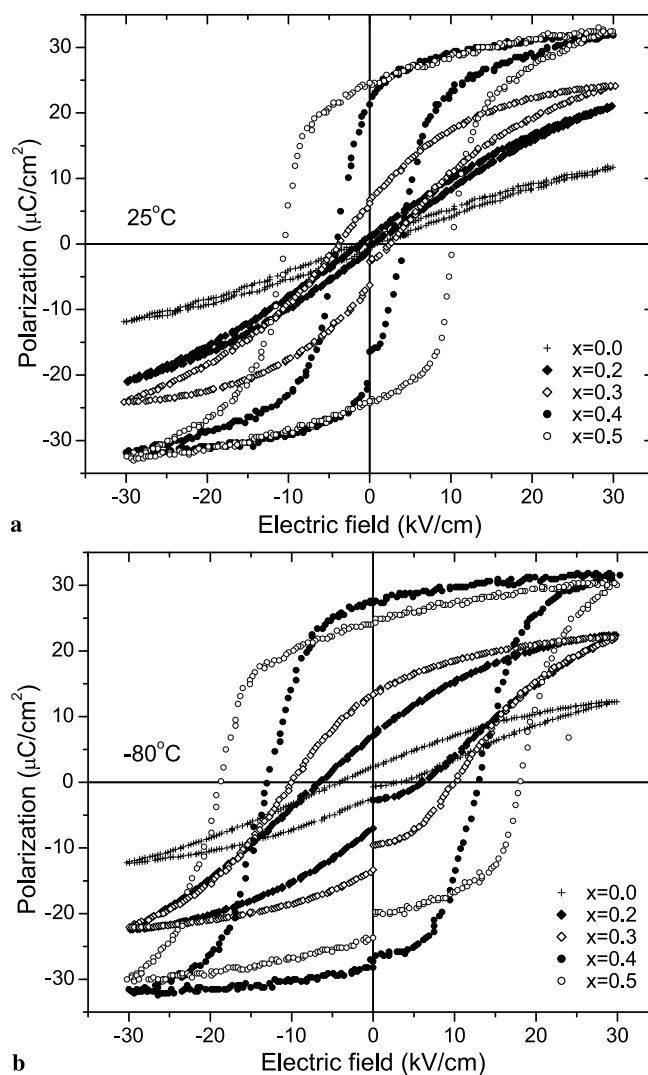 30
20
10
0
-10
-20
-30
Polarization (μC/cm²)
25°C
x=0.0
x=0.2
x=0.3
x=0.4
x=0.5
-30 -20 -10 0 10 20 30
Electric field (kV/cm)
a
30
20
10
0
-10
-20
-30
Polarization (μC/cm²)
-80°C
x=0.0
x=0.2
x=0.3
x=0.4
x=0.5
-30 -20 -10 0 10 20 30
Electric field (kV/cm)
b